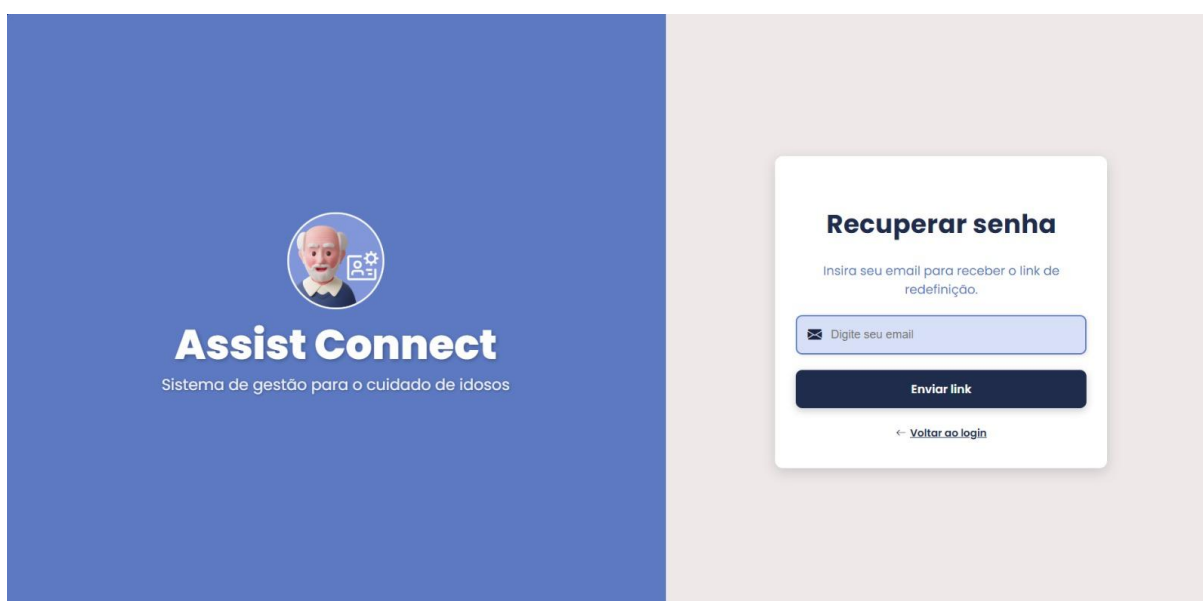 Assist Connect
Sistema de gestão para o cuidado de idosos
Recuperar senha
Insira seu email para receber o link de
redefinição.
Digite seu email
Enviar link
← Voltar ao login